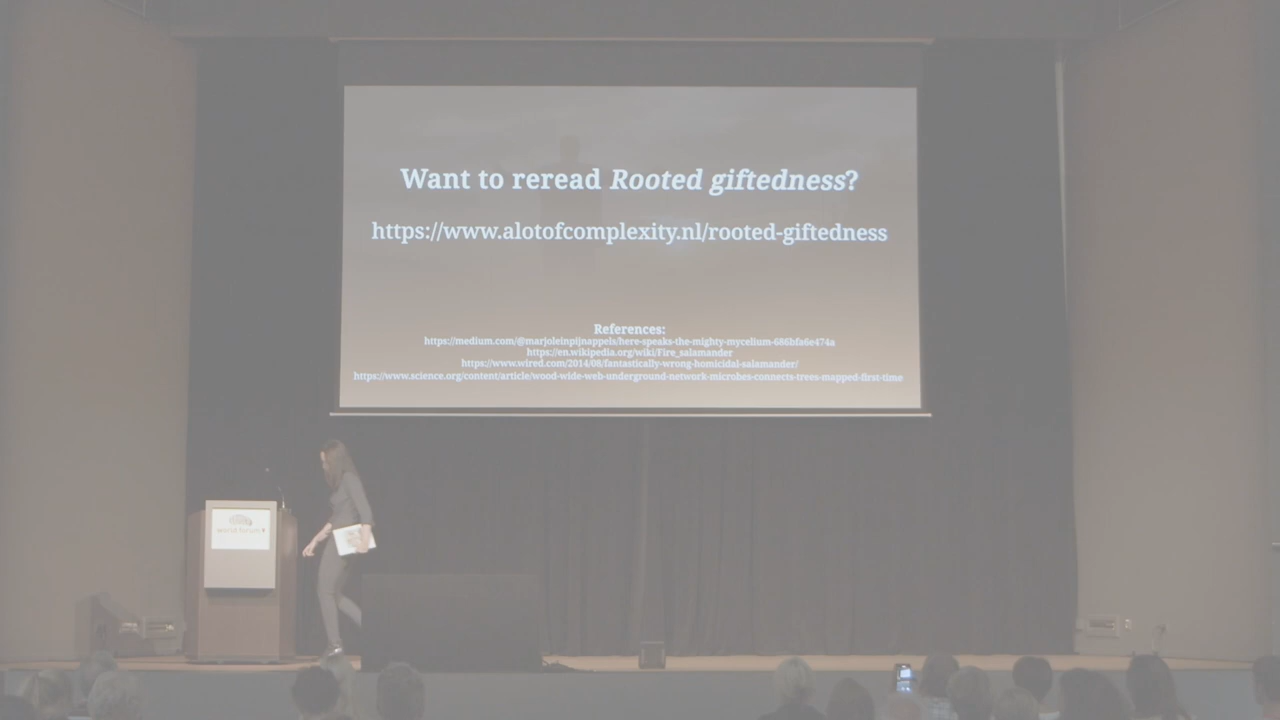 Want to reread Rooted giftedness?
https://www.alotofcomplexity.nl/rooted-giftedness
References:
https://medium.com/@marjoleinpijnappels/here-speaks-the-mighty-mycelium-686bfa6e474a
https://en.wikipedia.org/wiki/Fire_salamander
https://www.wired.com/2014/08/fantastically-wrong-homicidal-salamander/
https://www.science.org/content/article/wood-wide-web-underground-network-microbes-connects-trees-mapped-first-time
world forum